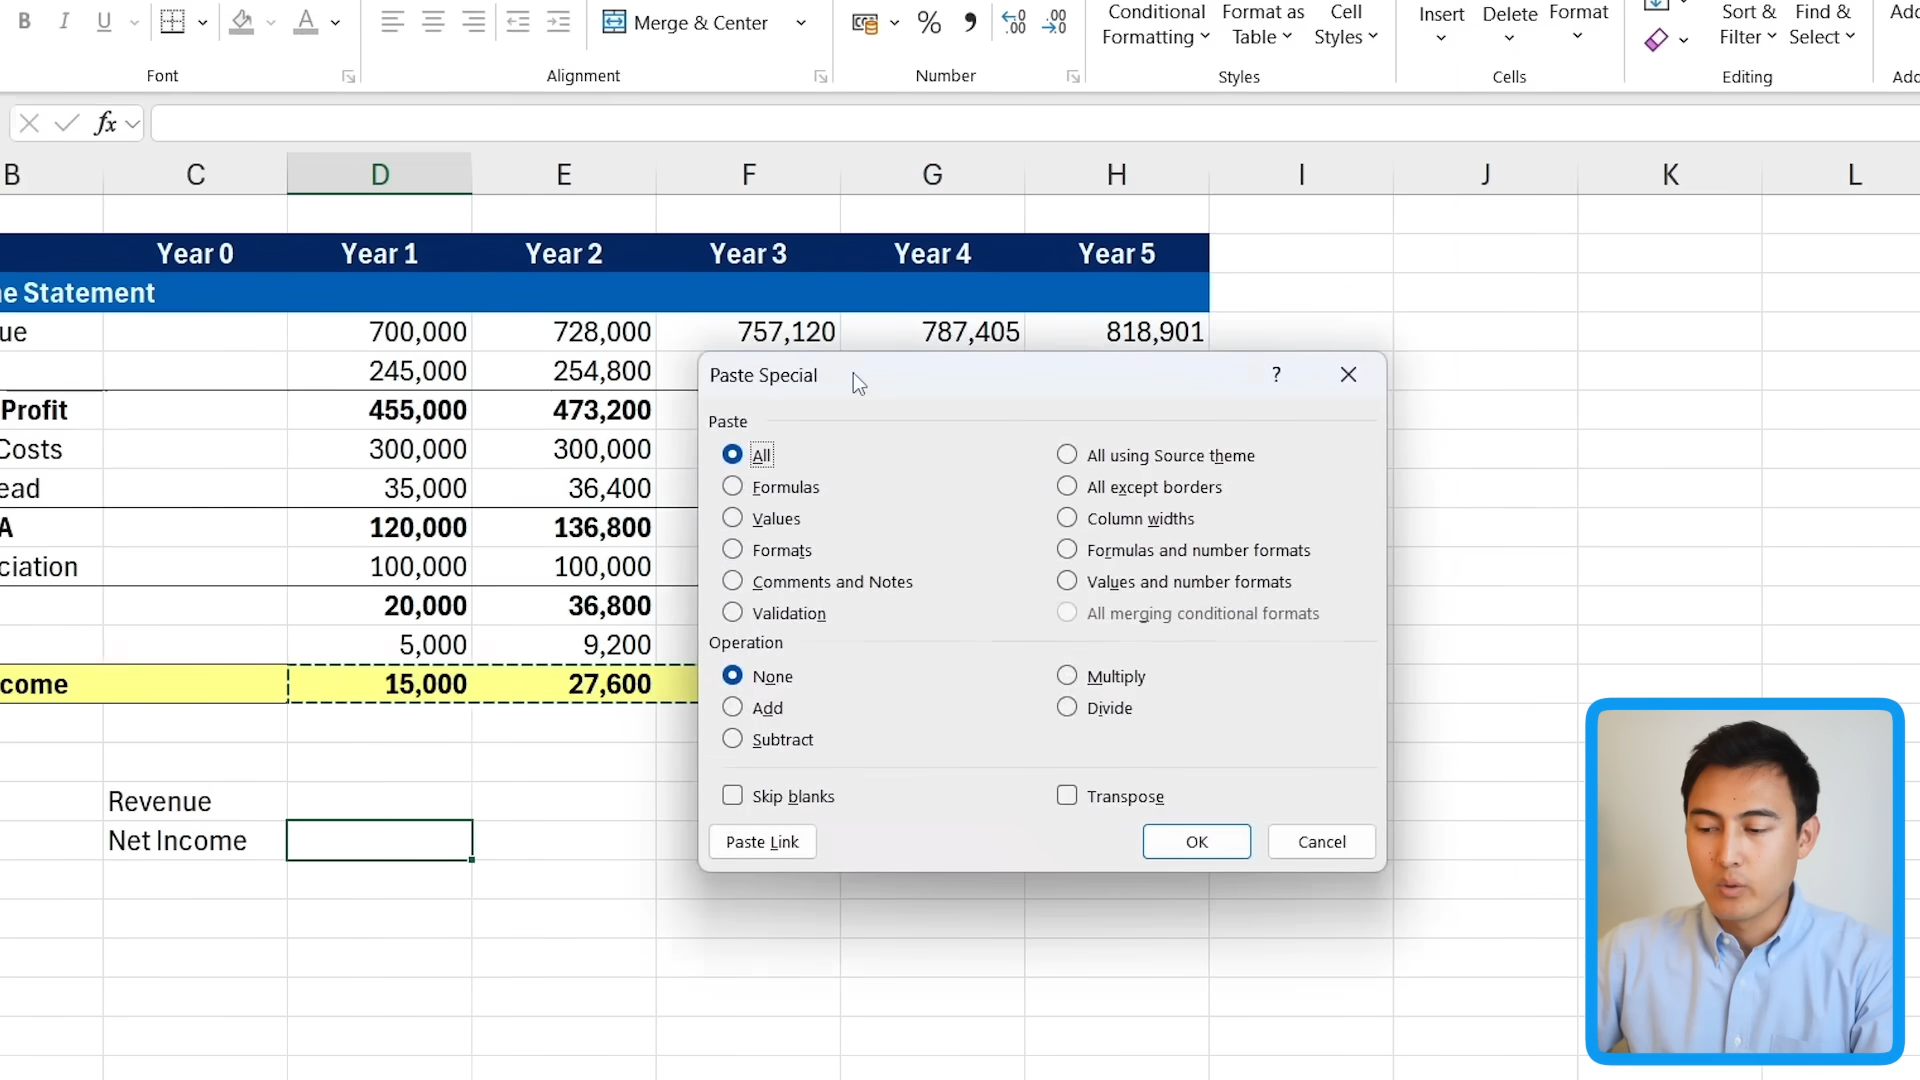 B I U A
Merge & Center
% , .00 .00
Conditional Formatting
Format as Table
Cell Styles
Insert Delete Format
Sort & Filter
Find & Select
Font Alignment Number Styles Cells Editing
fx
B C D E F G H I J K L
Year 0 Year 1 Year 2 Year 3 Year 4 Year 5
e Statement
ue 700,000 728,000 757,120 787,405 818,901
245,000 254,800
Profit 455,000 473,200
Costs 300,000 300,000
ead 35,000 36,400
A 120,000 136,800
ciation 100,000 100,000
20,000 36,800
5,000 9,200
come 15,000 27,600
Revenue
Net Income
Paste Special ?
Paste
All All using Source theme
Formulas All except borders
Values Column widths
Formats Formulas and number formats
Comments and Notes Values and number formats
Validation All merging conditional formats
Operation
None Multiply
Add Divide
Subtract
Skip blanks Transpose
Paste Link OK Cancel